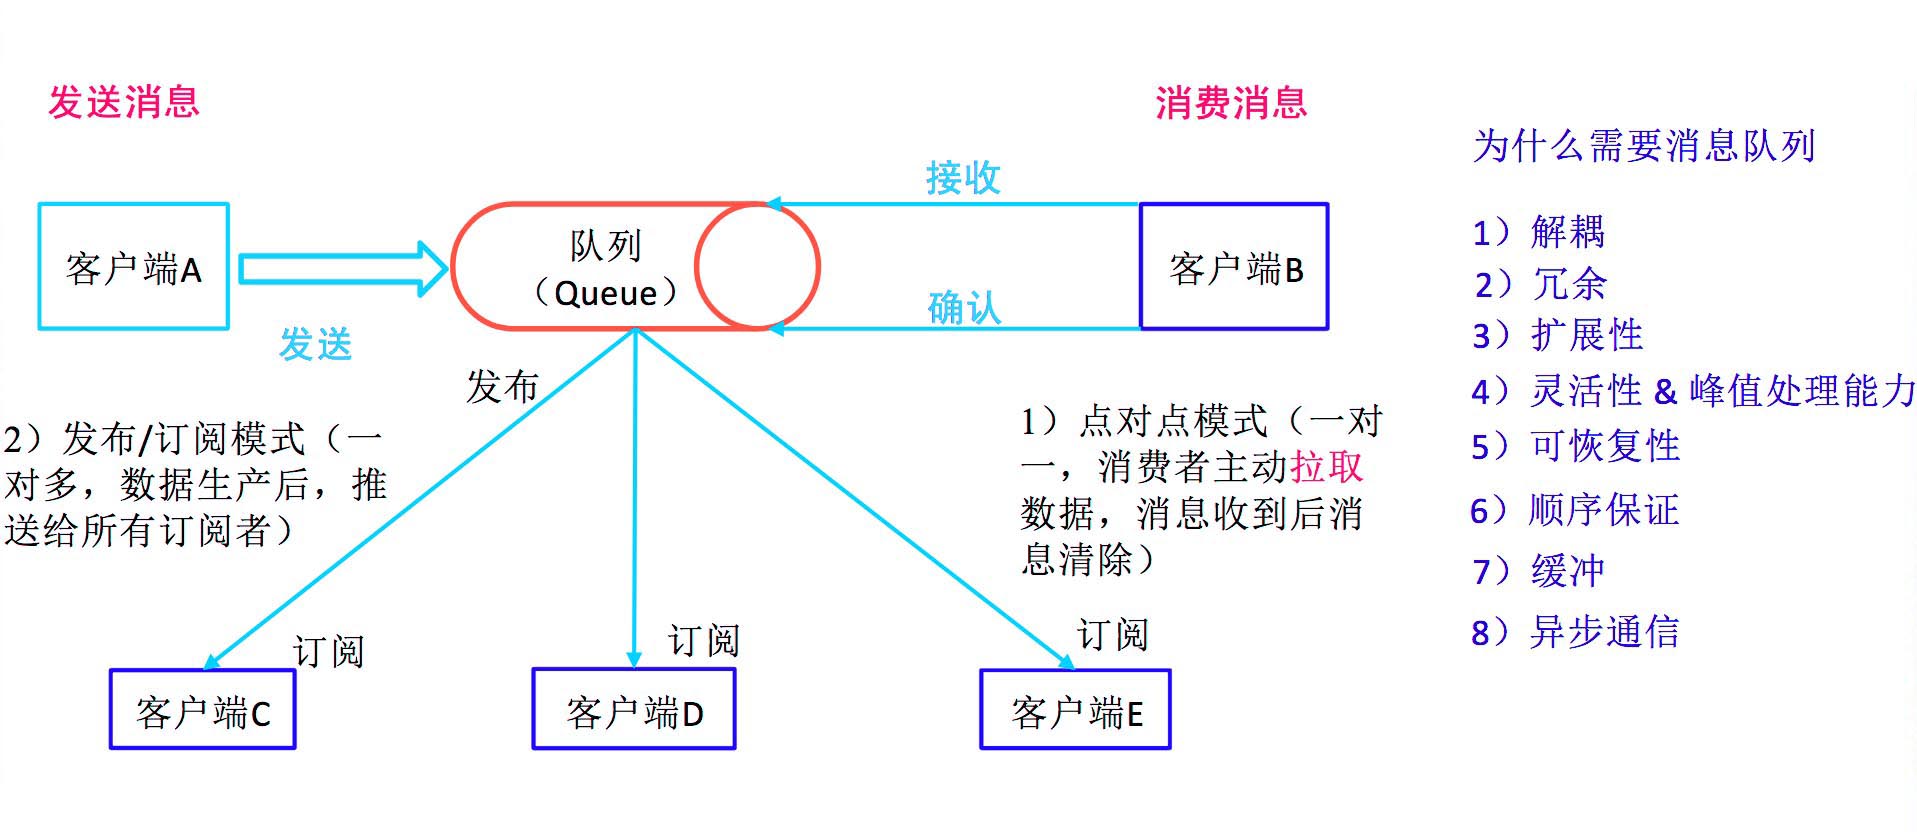 发送消息
消费消息
为什么需要消息队列
接收
客户端A
队列
（Queue）
客户端B
发送
确认
发布
2）发布/订阅模式（一
对多，数据生产后，推
送给所有订阅者）
1）点对点模式（一对
一，消费者主动拉取
数据，消息收到后消
息清除）
订阅
订阅
订阅
客户端C
客户端D
客户端E
1）解耦
2）冗余
3）扩展性
4）灵活性 & 峰值处理能力
5）可恢复性
6）顺序保证
7）缓冲
8）异步通信